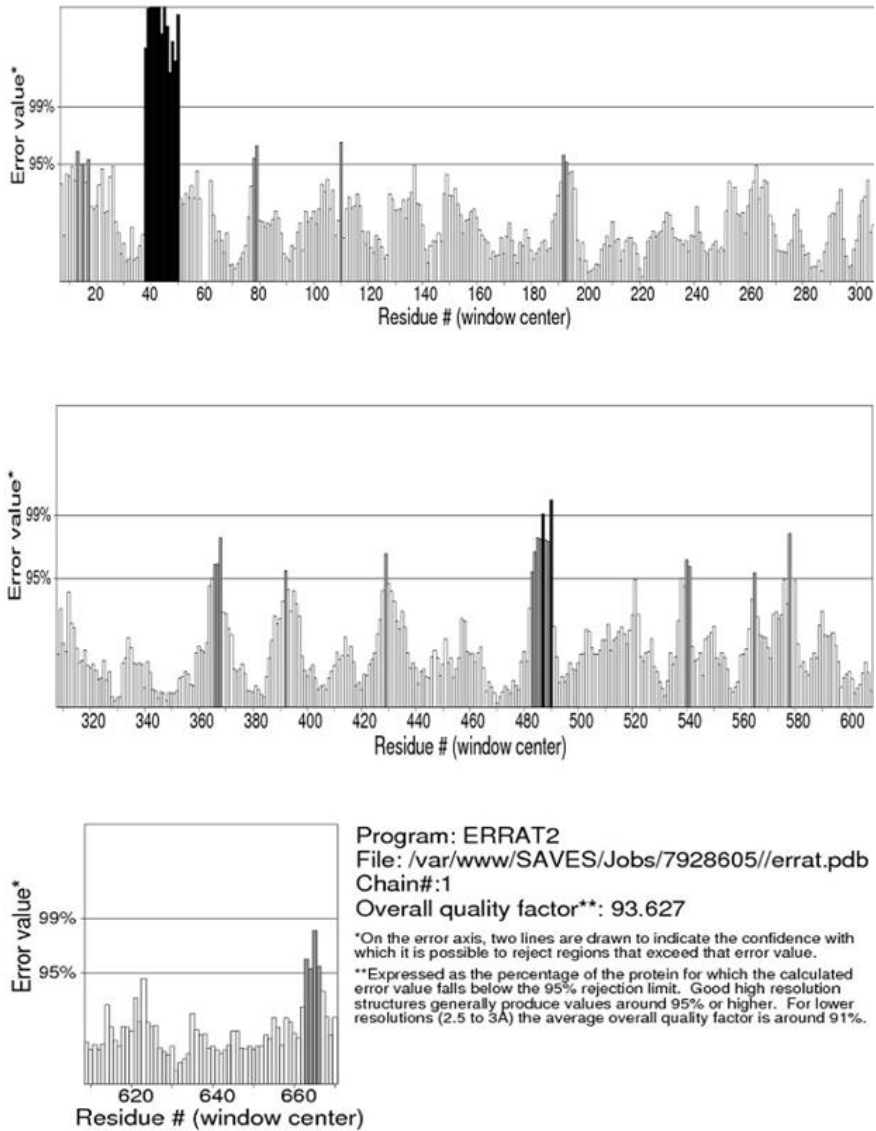 Error value*
99%
95%
20 40 60 80 100 120 140 160 180 200 220 240 260 280 300
Residue # (window center)
Error value*
99%
95%
320 340 360 380 400 420 440 460 480 500 520 540 560 580 600
Residue # (window center)
Error value*
99%
95%
620 640 660
Residue # (window center)
Program: ERRAT2
File: /var/www/SAVES/Jobs/7928605//errat.pdb
Chain#:1
Overall quality factor**: 93.627
*On the error axis, two lines are drawn to indicate the confidence with
which it is possible to reject regions that exceed that error value.
**Expressed as the percentage of the protein for which the calculated
error value falls below the 95% rejection limit. Good high resolution
structures generally produce values around 95% or higher. For lower
resolutions (2.5 to 3A) the average overall quality factor is around 91%.